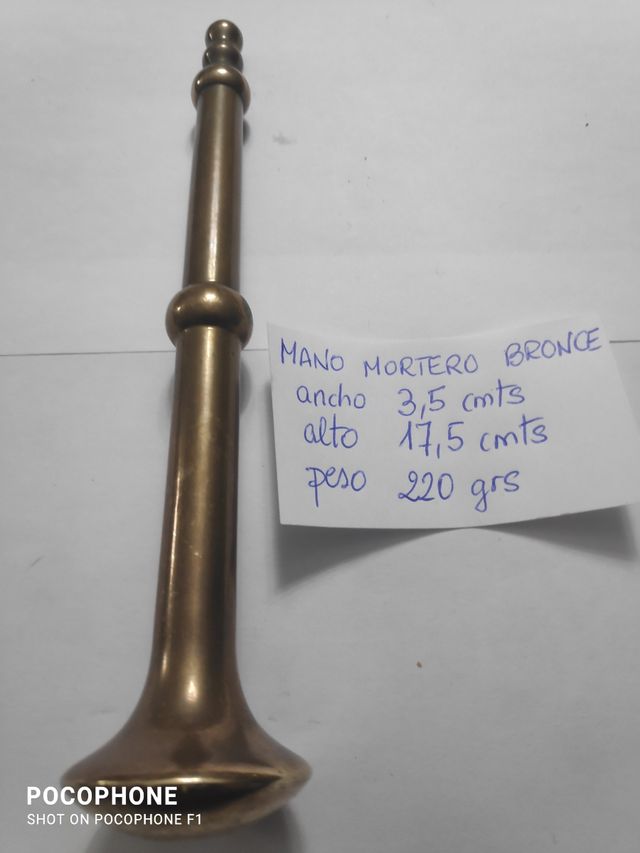 MANO MORTERO BRONCE
ancho 3,5 cmts
alto 17,5 cmts
peso 220 grs
POCOPHONE
SHOT ON POCOPHONE F1